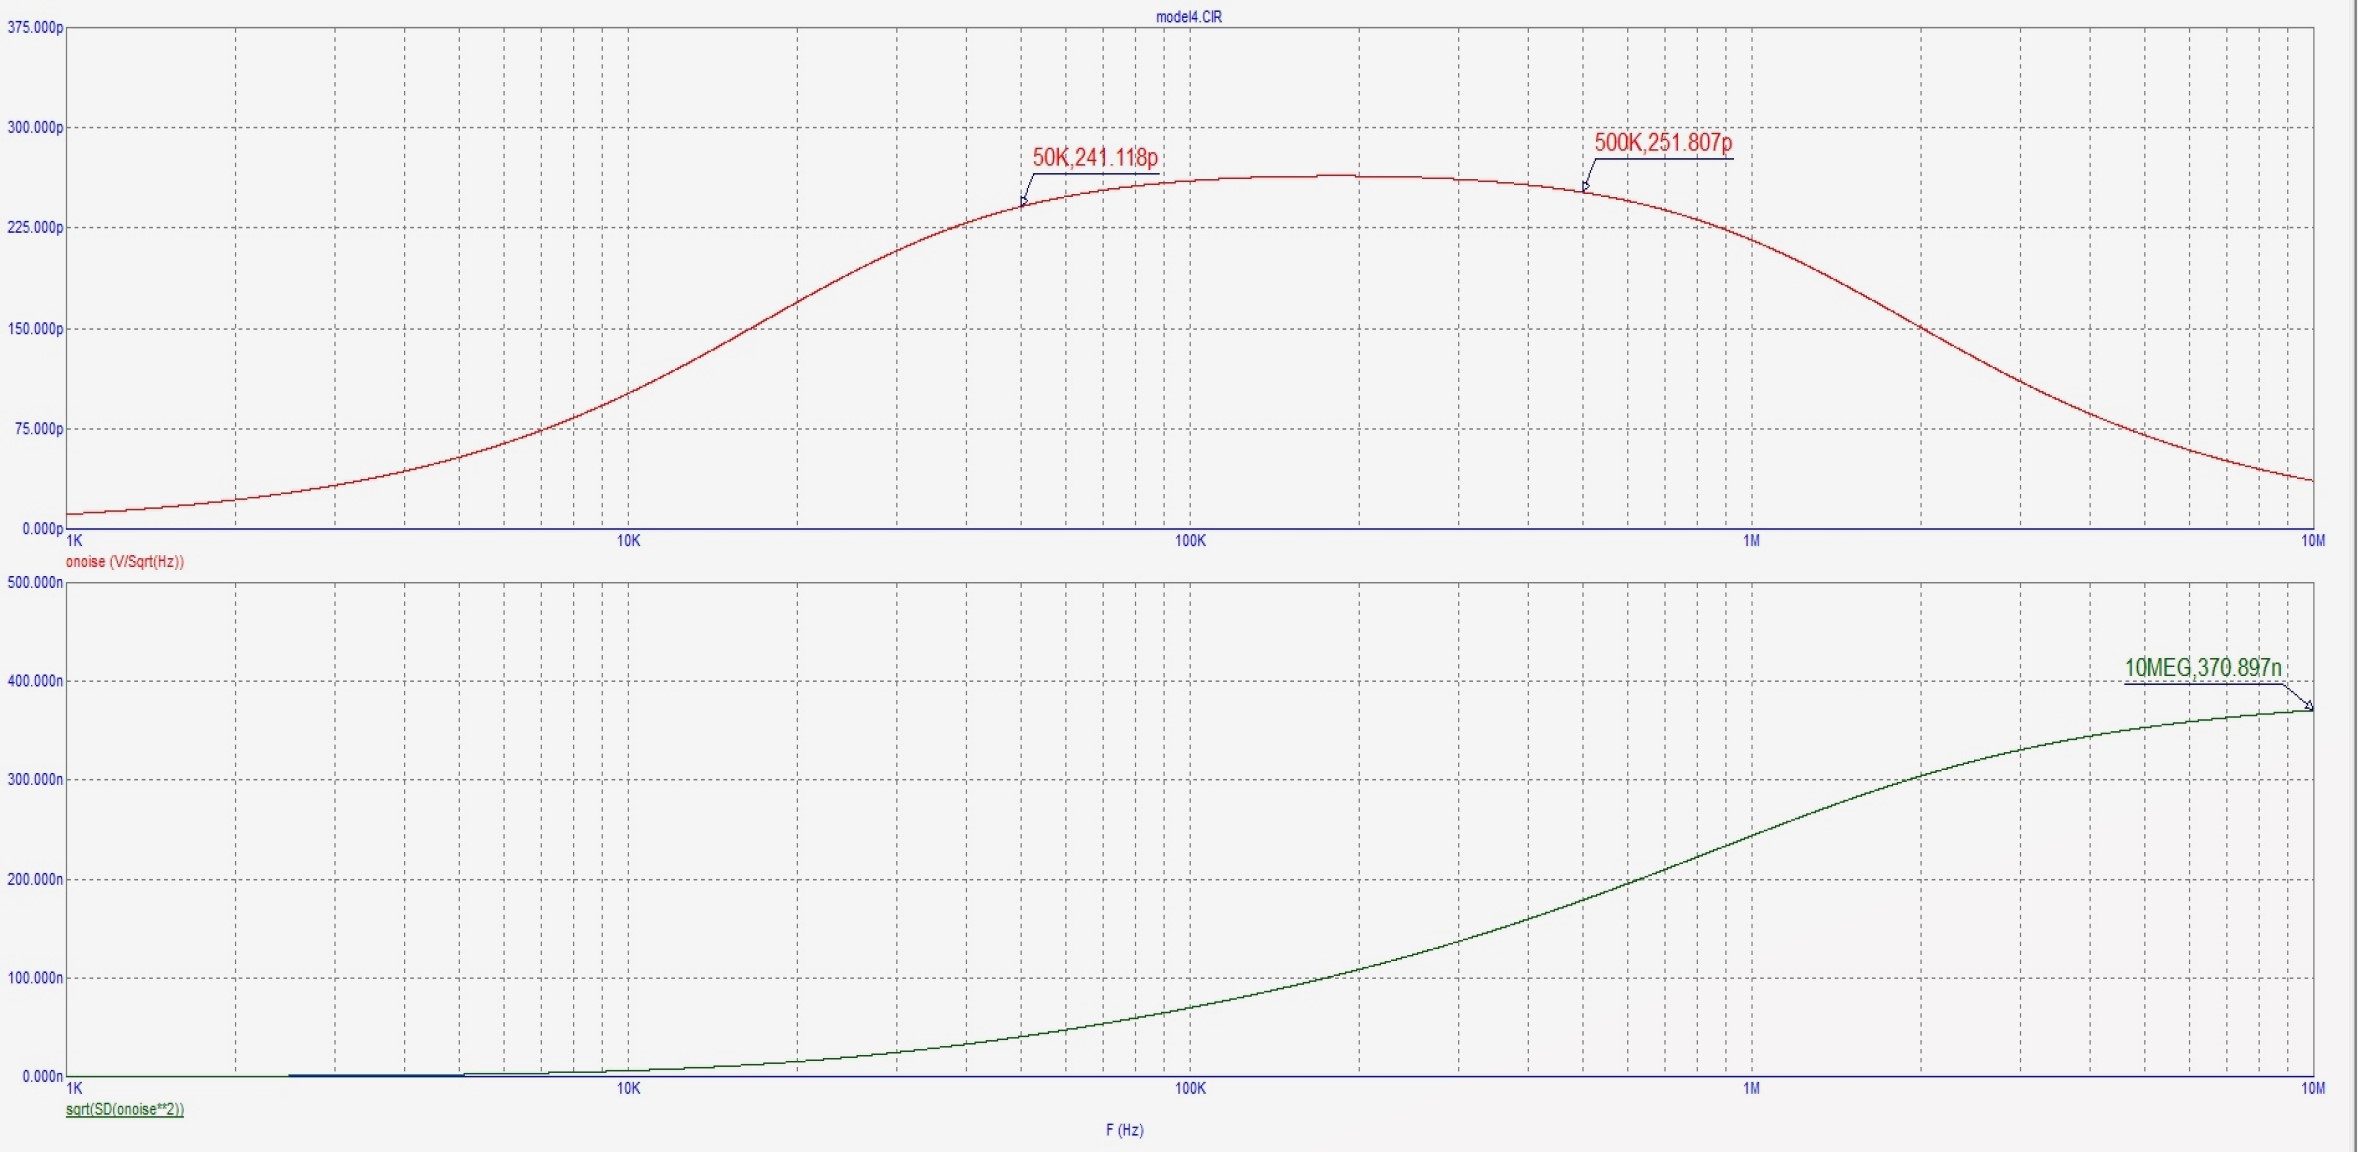 model4.CIR
375.000p
300.000p
225.000p
150.000p
75.000p
0.000p
50K,241.118p
500K,251.807p
1K 10K 100K 1M 10M
onoise (V/Sqrt(Hz))
500.000n
400.000n
300.000n
200.000n
100.000n
0.000n
10MEG,370.897n
1K 10K 100K 1M 10M
sqrt(SD(onoise**2))
F (Hz)